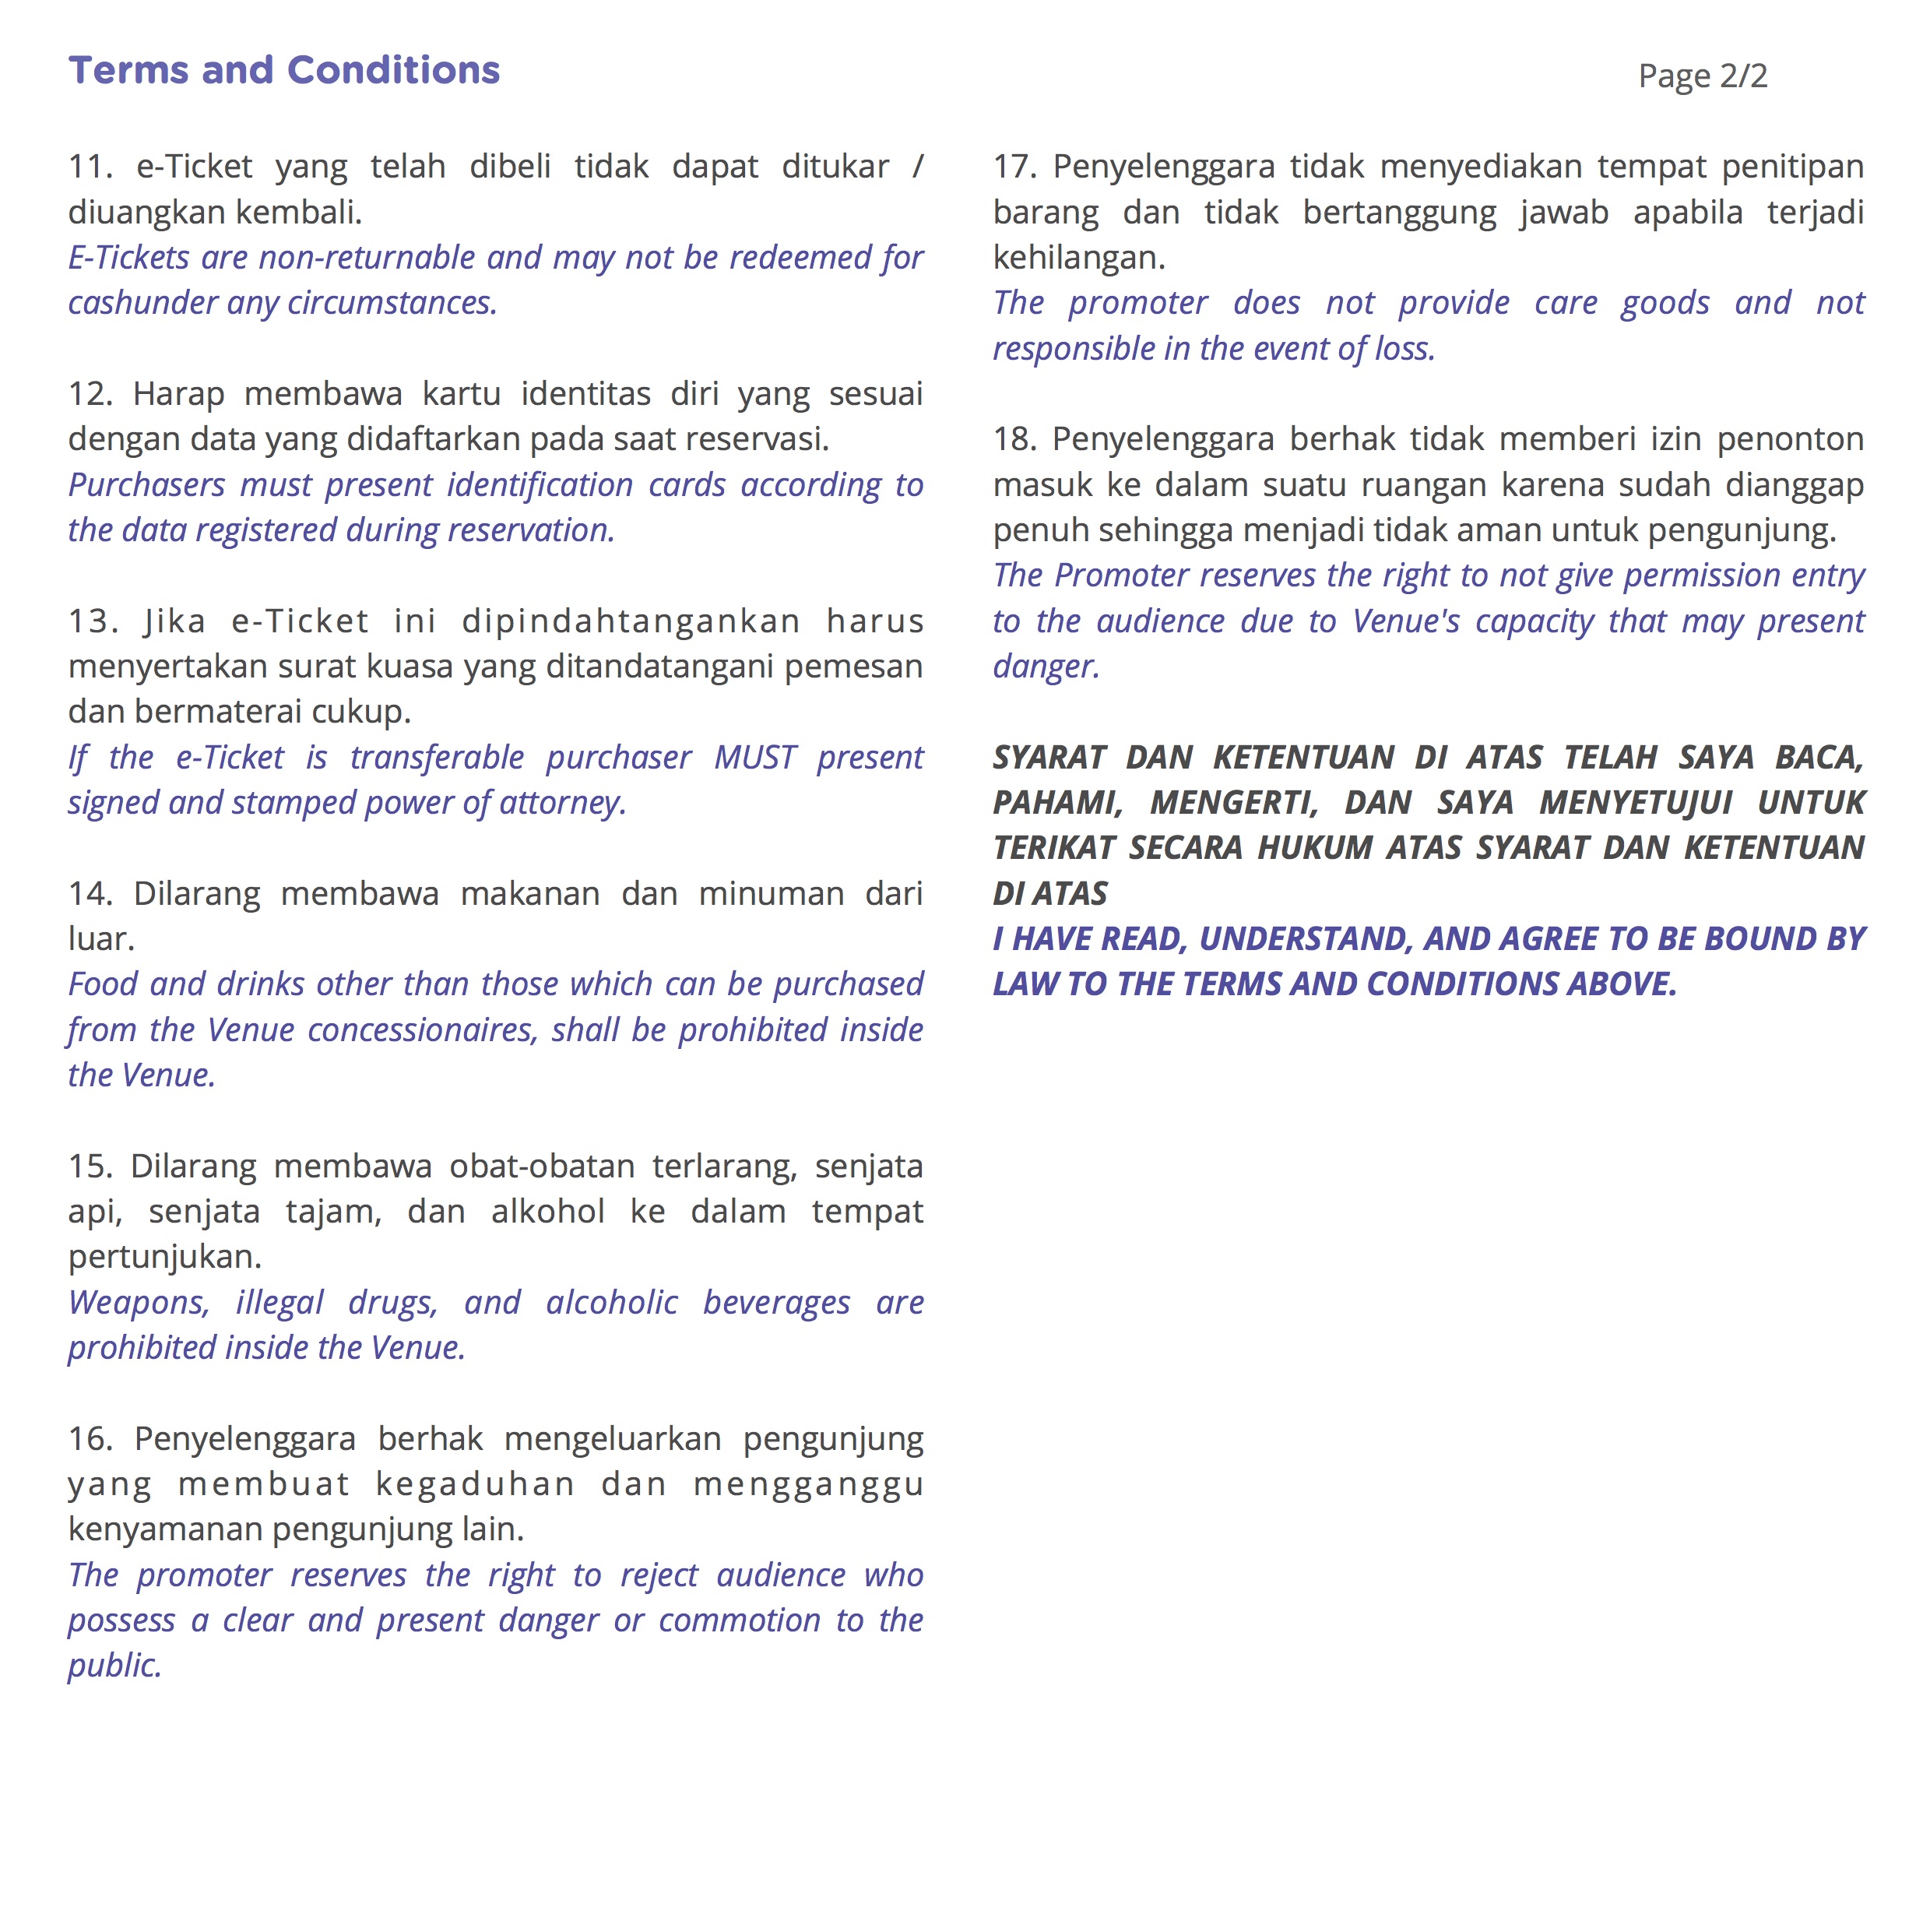 Terms and Conditions
Page 2/2
11. e-Ticket yang telah dibeli tidak dapat ditukar /
diuangkan kembali.
E-Tickets are non-returnable and may not be redeemed for
cashunder any circumstances.
12. Harap membawa kartu identitas diri yang sesuai
dengan data yang didaftarkan pada saat reservasi.
Purchasers must present identification cards according to
the data registered during reservation.
13. Jika e-Ticket ini dipindahtangankan harus
menyertakan surat kuasa yang ditandatangani pemesan
dan bermaterai cukup.
If the e-Ticket is transferable purchaser MUST present
signed and stamped power of attorney.
14. Dilarang membawa makanan dan minuman dari
luar.
Food and drinks other than those which can be purchased
from the Venue concessionaires, shall be prohibited inside
the Venue.
15. Dilarang membawa obat-obatan terlarang, senjata
api, senjata tajam, dan alkohol ke dalam tempat
pertunjukan.
Weapons, illegal drugs, and alcoholic beverages are
prohibited inside the Venue.
16. Penyelenggara berhak mengeluarkan pengunjung
yang membuat kegaduhan dan mengganggu
kenyamanan pengunjung lain.
The promoter reserves the right to reject audience who
possess a clear and present danger or commotion to the
public.
17. Penyelenggara tidak menyediakan tempat penitipan
barang dan tidak bertanggung jawab apabila terjadi
kehilangan.
The promoter does not provide care goods and not
responsible in the event of loss.
18. Penyelenggara berhak tidak memberi izin penonton
masuk ke dalam suatu ruangan karena sudah dianggap
penuh sehingga menjadi tidak aman untuk pengunjung.
The Promoter reserves the right to not give permission entry
to the audience due to Venue's capacity that may present
danger.
SYARAT DAN KETENTUAN DI ATAS TELAH SAYA BACA,
PAHAMI, MENGERTI, DAN SAYA MENYETUJUI UNTUK
TERIKAT SECARA HUKUM ATAS SYARAT DAN KETENTUAN
DI ATAS
I HAVE READ, UNDERSTAND, AND AGREE TO BE BOUND BY
LAW TO THE TERMS AND CONDITIONS ABOVE.